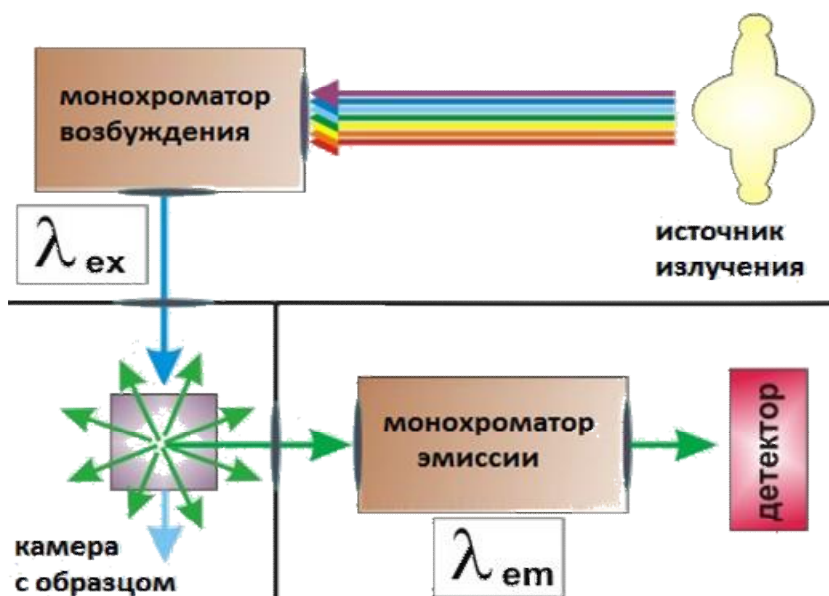 монохроматор
возбуждения
λ ex
источник
излучения
монохроматор
эмиссии
детектор
камера
с образцом
λ em